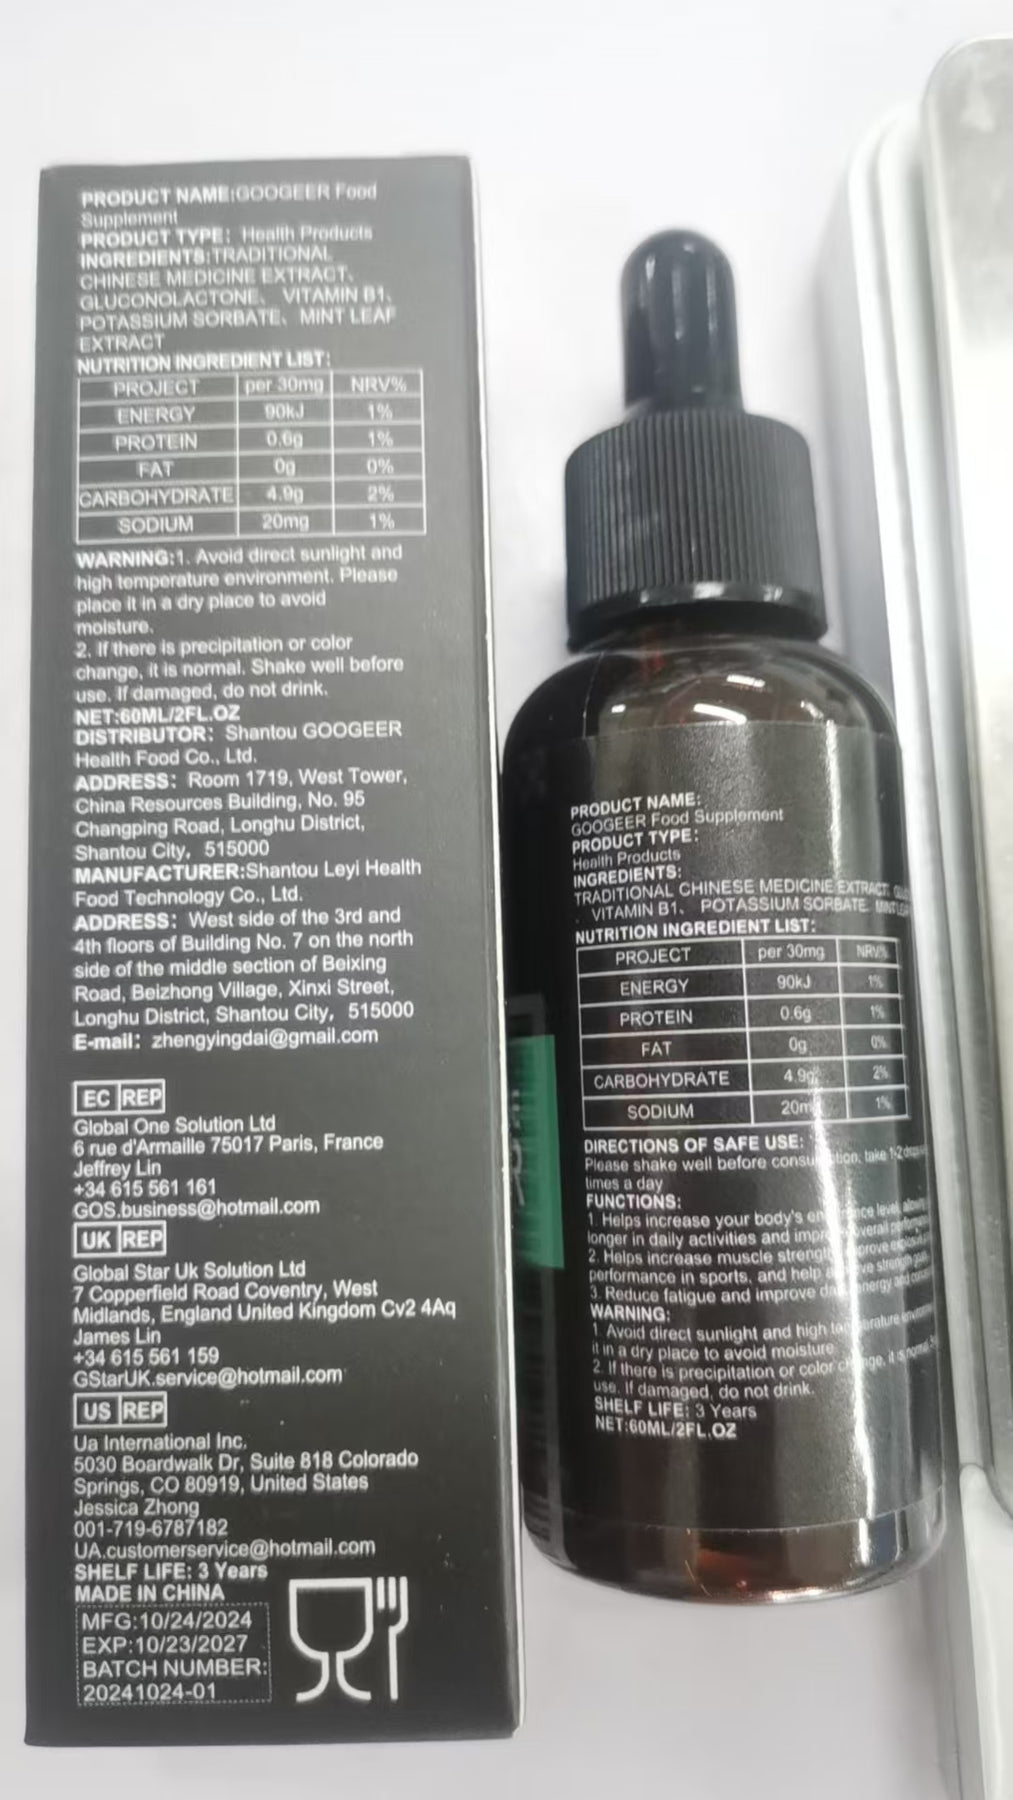 PRODUCT NAME:GOOGEER Food
Supplement
PRODUCT TYPE: Health Products
INGREDIENTS:TRADITIONAL
CHINESE MEDICINE EXTRACT、
GLUCONOLACTONE、 VITAMIN B1、
POTASSIUM SORBATE、 MINT LEAF
EXTRACT
NUTRITION INGREDIENT LIST:
PROJECT per 30mg NRV%
ENERGY 90kJ 1%
PROTEIN 0.6g 1%
FAT 0g 0%
CARBOHYDRATE 4.9g 2%
SODIUM 20mg 1%
WARNING:1. Avoid direct sunlight and
high temperature environment. Please
place it in a dry place to avoid
moisture.
2. If there is precipitation or color
change, it is normal. Shake well before
use. If damaged, do not drink.
NET:60ML/2FL.OZ
DISTRIBUTOR: Shantou GOOGEER
Health Food Co., Ltd.
ADDRESS: Room 1719, West Tower,
China Resources Building, No. 95
Changping Road, Longhu District,
Shantou City, 515000
MANUFACTURER:Shantou Leyi Health
Food Technology Co., Ltd.
ADDRESS: West side of the 3rd and
4th floors of Building No. 7 on the north
side of the middle section of Beixing
Road, Beizhong Village, Xinxi Street,
Longhu District, Shantou City, 515000
E-mail: zhengyingdai@gmail.com
EC REP
Global One Solution Ltd
6 rue d'Armaille 75017 Paris, France
Jeffrey Lin
+34 615 561 161
GOS.business@hotmail.com
UK REP
Global Star Uk Solution Ltd
7 Copperfield Road Coventry, West
Midlands, England United Kingdom Cv2 4Aq
James Lin
+34 615 561 159
GStarUK.service@hotmail.com
US REP
Ua International Inc.
5030 Boardwalk Dr, Suite 818 Colorado
Springs, CO 80919, United States
Jessica Zhong
001-719-6787182
UA.customerservice@hotmail.com
SHELF LIFE: 3 Years
MADE IN CHINA
MFG:10/24/2024
EXP:10/23/2027
BATCH NUMBER:
20241024-01
PRODUCT NAME:
GOOGEER Food Supplement
PRODUCT TYPE:
Health Products
INGREDIENTS:
TRADITIONAL CHINESE MEDICINE EXTRACT
、 VITAMIN B1、 POTASSIUM SORBATE、 MINT
NUTRITION INGREDIENT LIST:
PROJECT per 30mg NRV%
ENERGY 90kJ 1%
PROTEIN 0.6g 1%
FAT 0g 0%
CARBOHYDRATE 4.9g 2%
SODIUM 20m 1%
DIRECTIONS OF SAFE USE:
Please shake well before take 1-2
times a day
FUNCTIONS:
1. Helps increase your body's level,
longer in daily activities and overall
2. Helps increase muscle
performance in sports, and help strength
3. Reduce fatigue and improve energy and
WARNING:
1. Avoid direct sunlight and high
it in a dry place to avoid moisture
2. If there is precipitation or color it is normal
use. If damaged, do not drink.
SHELF LIFE: 3 Years
NET:60ML/2FL.OZ